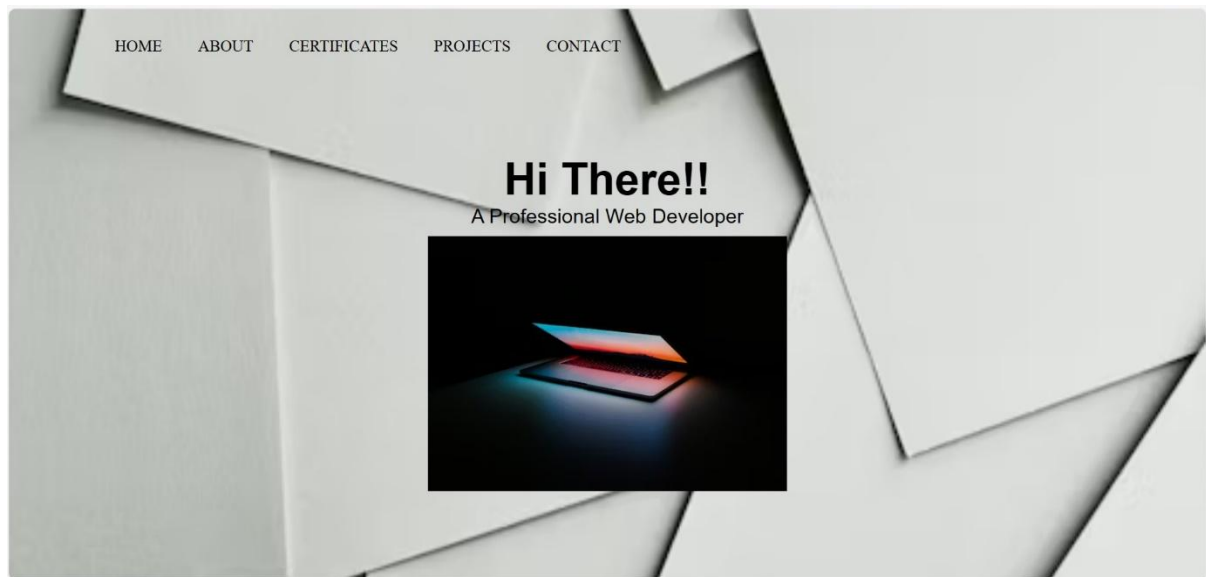 HOME ABOUT CERTIFICATES PROJECTS CONTACT
Hi There!!
A Professional Web Developer